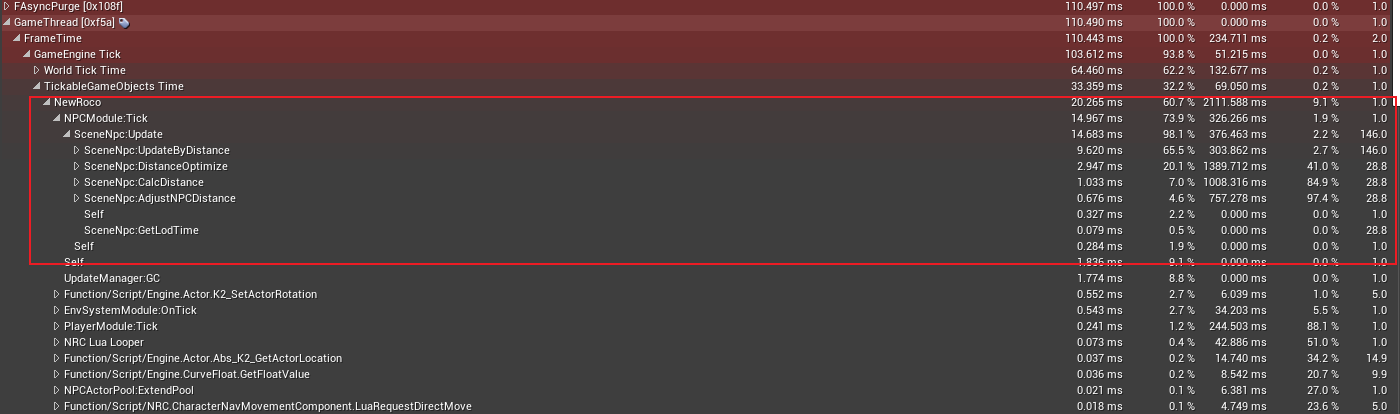 FAsyncPurge [0x108f] 110.497 ms 100.0 % 0.000 ms 0.0 % 1.0
GameThread [0xf5a] 110.490 ms 100.0 % 0.000 ms 0.0 % 1.0
FrameTime 110.443 ms 100.0 % 234.711 ms 0.2 % 2.0
GameEngine Tick 103.612 ms 93.8 % 51.215 ms 0.0 % 1.0
World Tick Time 64.460 ms 62.2 % 132.677 ms 0.2 % 1.0
TickableGameObjects Time 33.359 ms 32.2 % 69.050 ms 0.2 % 1.0
NewRoco 20.265 ms 60.7 % 2111.588 ms 9.1 % 1.0
NPCModule:Tick 14.967 ms 73.9 % 326.266 ms 1.9 % 1.0
SceneNpc:Update 14.683 ms 98.1 % 376.463 ms 2.2 % 146.0
SceneNpc:UpdateByDistance 9.620 ms 65.5 % 303.862 ms 2.7 % 146.0
SceneNpc:DistanceOptimize 2.947 ms 20.1 % 1389.712 ms 41.0 % 28.8
SceneNpc:CalcDistance 1.033 ms 7.0 % 1008.316 ms 84.9 % 28.8
SceneNpc:AdjustNPCDistance 0.676 ms 4.6 % 757.278 ms 97.4 % 28.8
Self 0.327 ms 2.2 % 0.000 ms 0.0 % 1.0
SceneNpc:GetLodTime 0.079 ms 0.5 % 0.000 ms 0.0 % 28.8
Self 0.284 ms 1.9 % 0.000 ms 0.0 % 1.0
Self 1.836 ms 9.1 % 0.000 ms 0.0 % 1.0
UpdateManager:GC 1.774 ms 8.8 % 0.000 ms 0.0 % 1.0
Function/Script/Engine.Actor.K2_SetActorRotation 0.552 ms 2.7 % 6.039 ms 1.0 % 5.0
EnvSystemModule:OnTick 0.543 ms 2.7 % 34.203 ms 5.5 % 1.0
PlayerModule:Tick 0.241 ms 1.2 % 244.503 ms 88.1 % 1.0
NRC Lua Looper 0.073 ms 0.4 % 42.886 ms 51.0 % 1.0
Function/Script/Engine.Actor.Abs_K2_GetActorLocation 0.037 ms 0.2 % 14.740 ms 34.2 % 14.9
Function/Script/Engine.CurveFloat.GetFloatValue 0.036 ms 0.2 % 8.542 ms 20.7 % 9.9
NPCActorPool:ExtendPool 0.021 ms 0.1 % 6.381 ms 27.0 % 1.0
Function/Script/NRC.CharacterNavMovementComponent.LuaRequestDirectMove 0.018 ms 0.1 % 4.749 ms 23.6 % 5.0